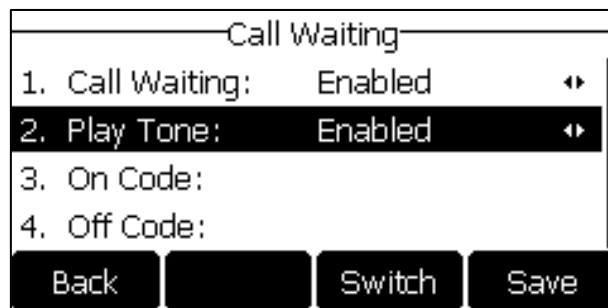 Call Waiting
1. Call Waiting: Enabled
2. Play Tone: Enabled
3. On Code:
4. Off Code:
Back Switch Save